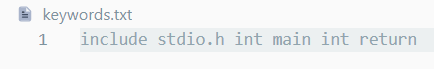 keywords.txt
1 include stdio.h int main int return